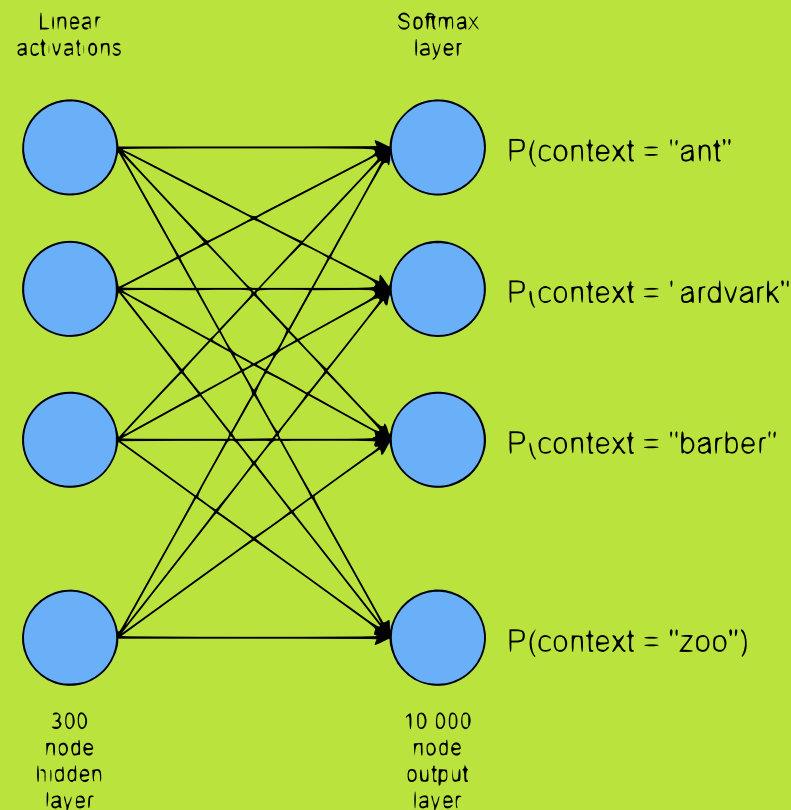 Linear
activations
Softmax
layer
P(context = "ant"
P(context = 'ardvark"
P(context = "barber"
P(context = "zoo")
300
node
hidden
layer
10 000
node
output
layer